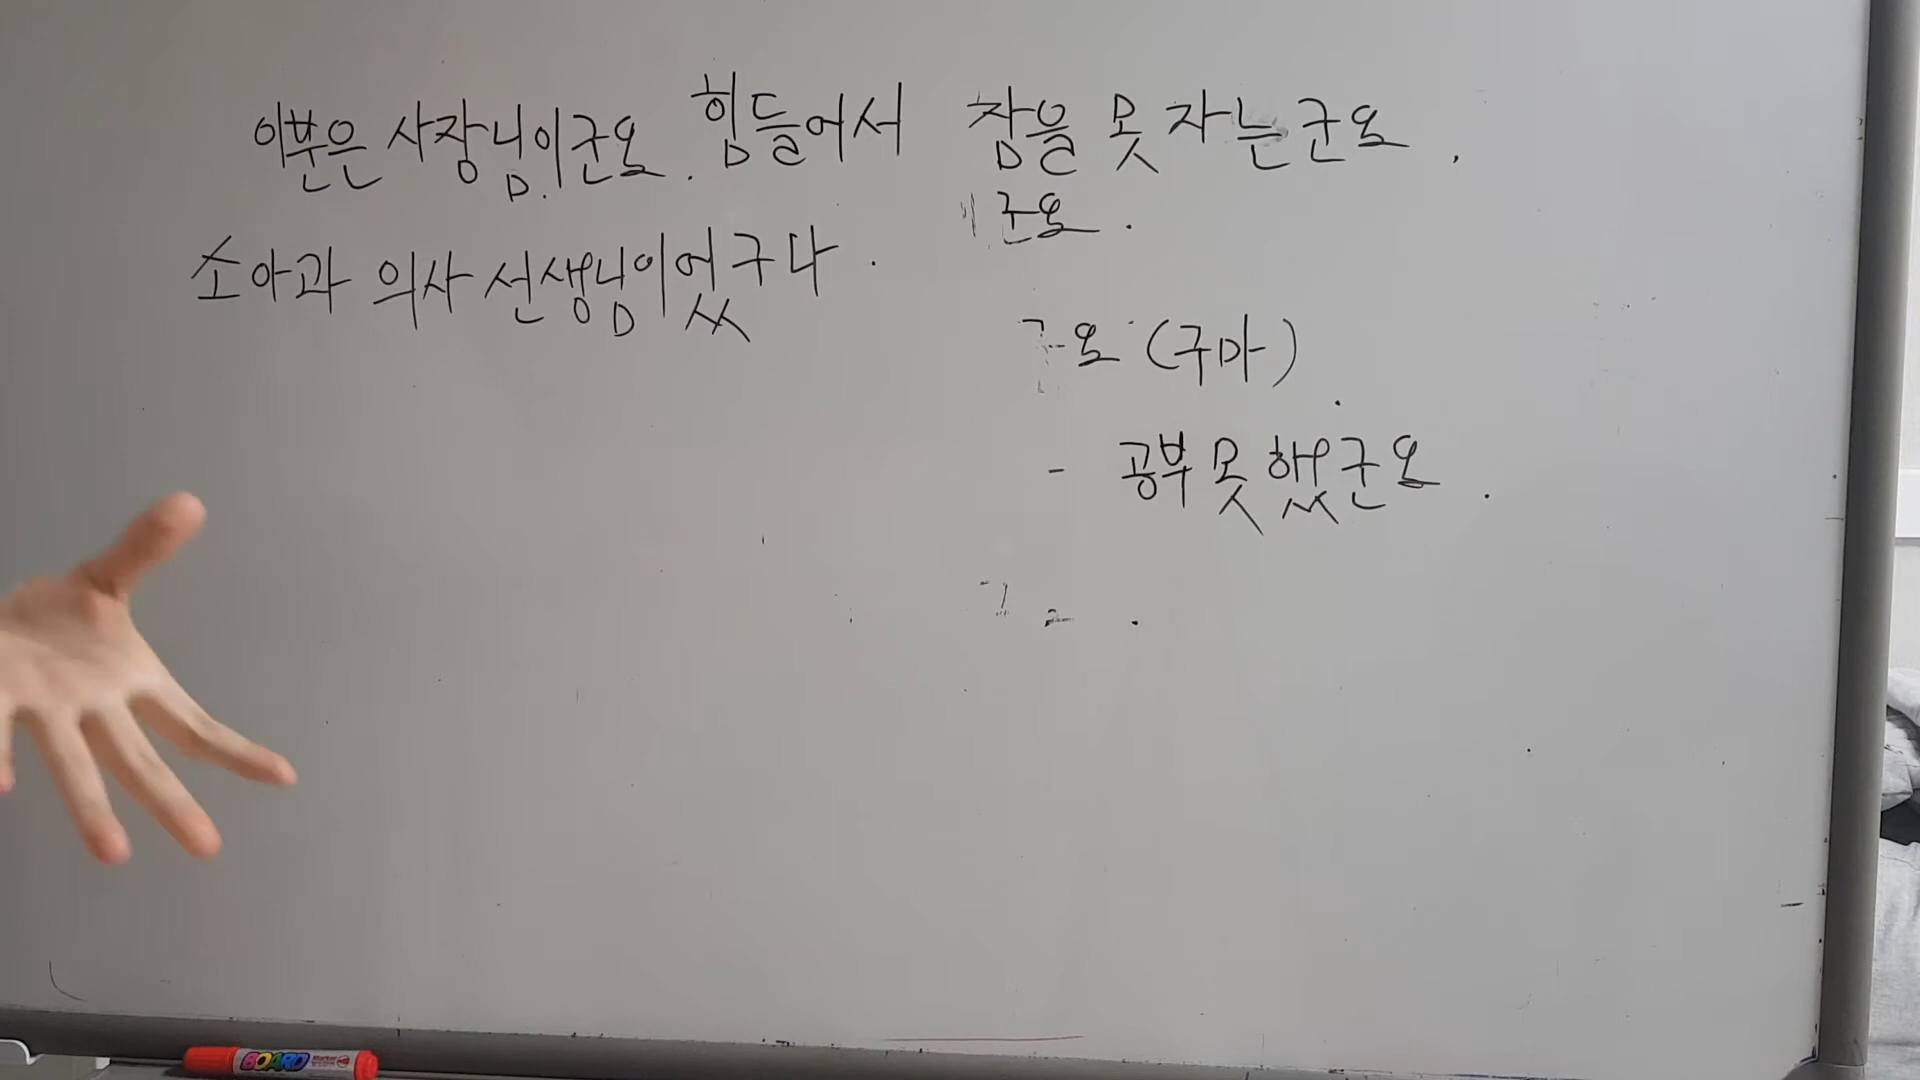 이분은 사장님이군요. 힘들어서 잠을 못 자는군요.
이군요.
소아과 의사 선생님이었구나.
요 (구마)
- 공부 못 했군요.
BOARD Marker